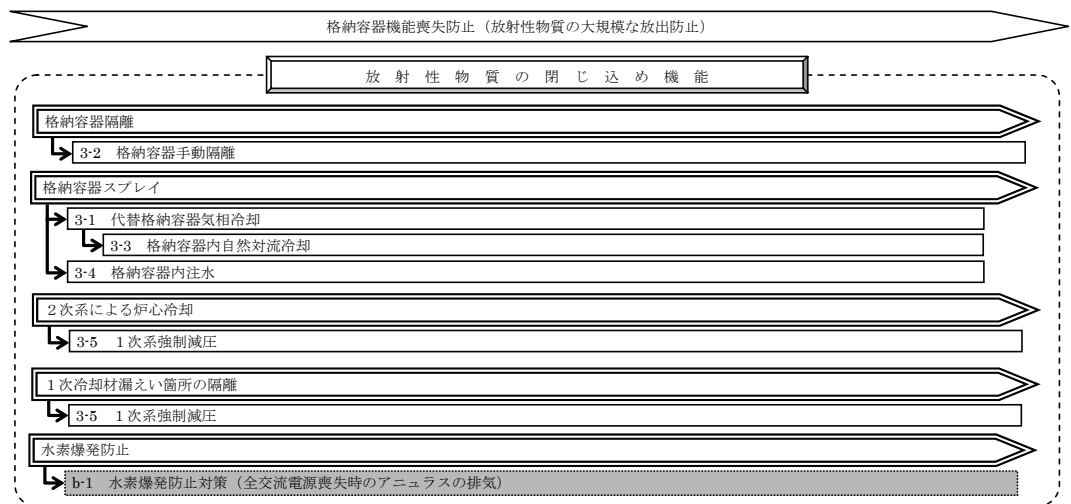 格納容器機能喪失防止（放射性物質の大規模な放出防止）
放射性物質の閉じ込め機能
格納容器隔離
3-2 格納容器手動隔離
格納容器スプレイ
3-1 代替格納容器気相冷却
3-3 格納容器内自然対流冷却
3-4 格納容器内注水
２次系による炉心冷却
3-5 １次系強制減圧
１次冷却材漏えい箇所の隔離
3-5 １次系強制減圧
水素爆発防止
b-1 水素爆発防止対策（全交流電源喪失時のアニュラスの排気）